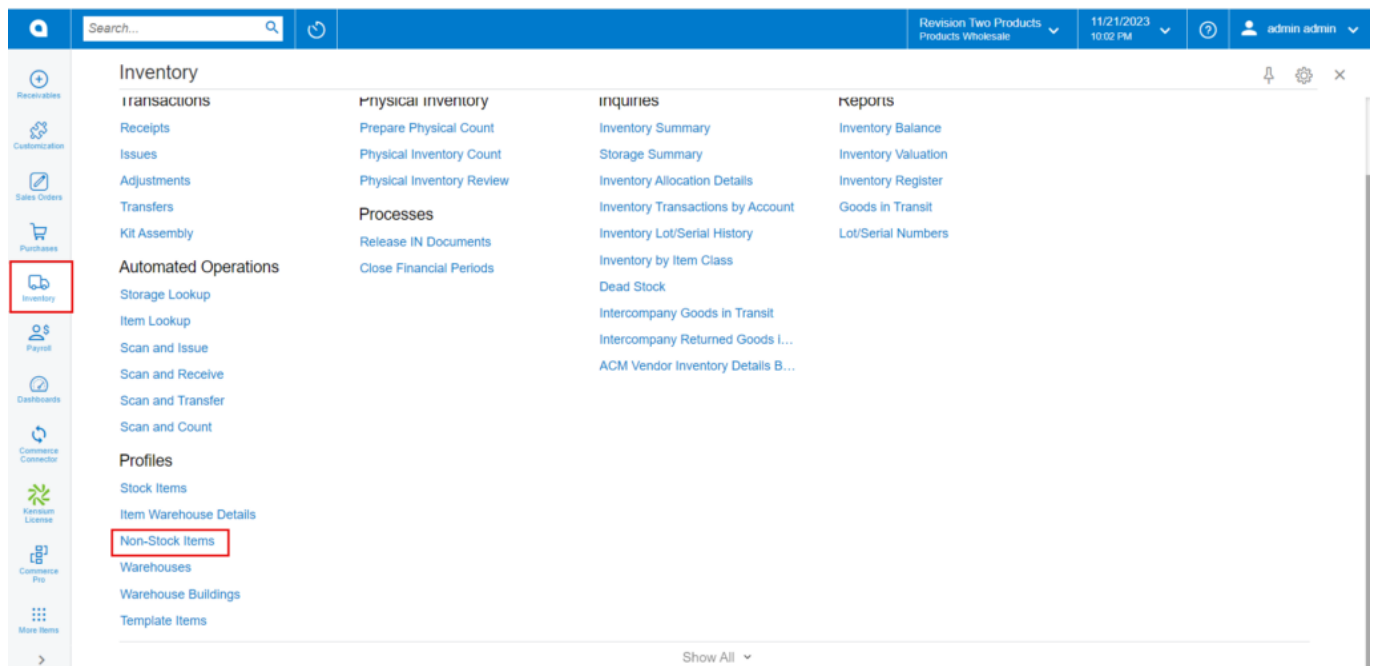 Search...
Revision Two Products
Products Wholesale
11/21/2023
10:02 PM
admin admin
Receivables
Customization
Sales Orders
Purchases
Inventory
Payroll
Dashboards
Commerce
Connector
Kensium
License
Commerce
Pro
More Items
Inventory
Transactions
Receipts
Issues
Adjustments
Transfers
Kit Assembly
Automated Operations
Storage Lookup
Item Lookup
Scan and Issue
Scan and Receive
Scan and Transfer
Scan and Count
Profiles
Stock Items
Item Warehouse Details
Non-Stock Items
Warehouses
Warehouse Buildings
Template Items
Physical Inventory
Prepare Physical Count
Physical Inventory Count
Physical Inventory Review
Processes
Release IN Documents
Close Financial Periods
Inquiries
Inventory Summary
Storage Summary
Inventory Allocation Details
Inventory Transactions by Account
Inventory Lot/Serial History
Inventory by Item Class
Dead Stock
Intercompany Goods in Transit
Intercompany Returned Goods i...
ACM Vendor Inventory Details B...
Reports
Inventory Balance
Inventory Valuation
Inventory Register
Goods in Transit
Lot/Serial Numbers
Show All